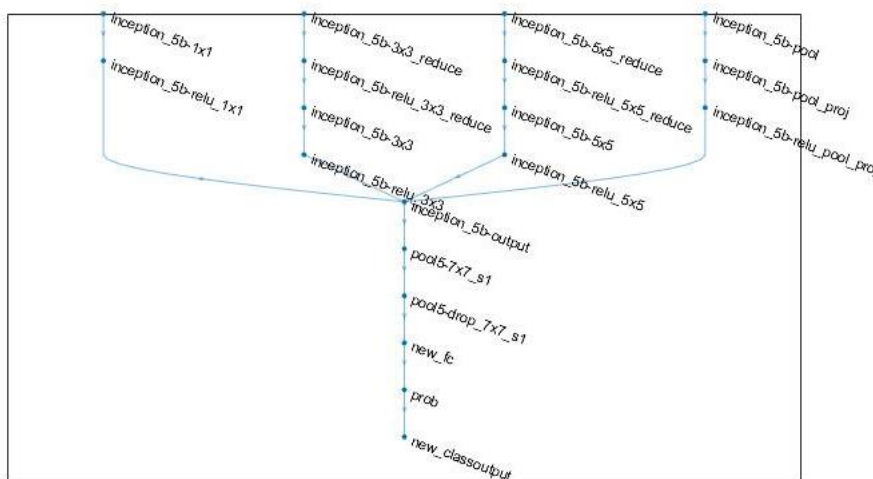 inception_5b-1x1
inception_5b-relu_1x1
inception_5b-3x3_reduce
inception_5b-relu_3x3_reduce
inception_5b-3x3
inception_5b-relu_3x3
inception_5b-5x5_reduce
inception_5b-relu_5x5_reduce
inception_5b-5x5
inception_5b-relu_5x5
inception_5b-pool
inception_5b-pool_proj
inception_5b-relu_pool_proj
inception_5b-output
pool5-7x7_s1
pool5-drop_7x7_s1
new_fc
prob
new_classoutput